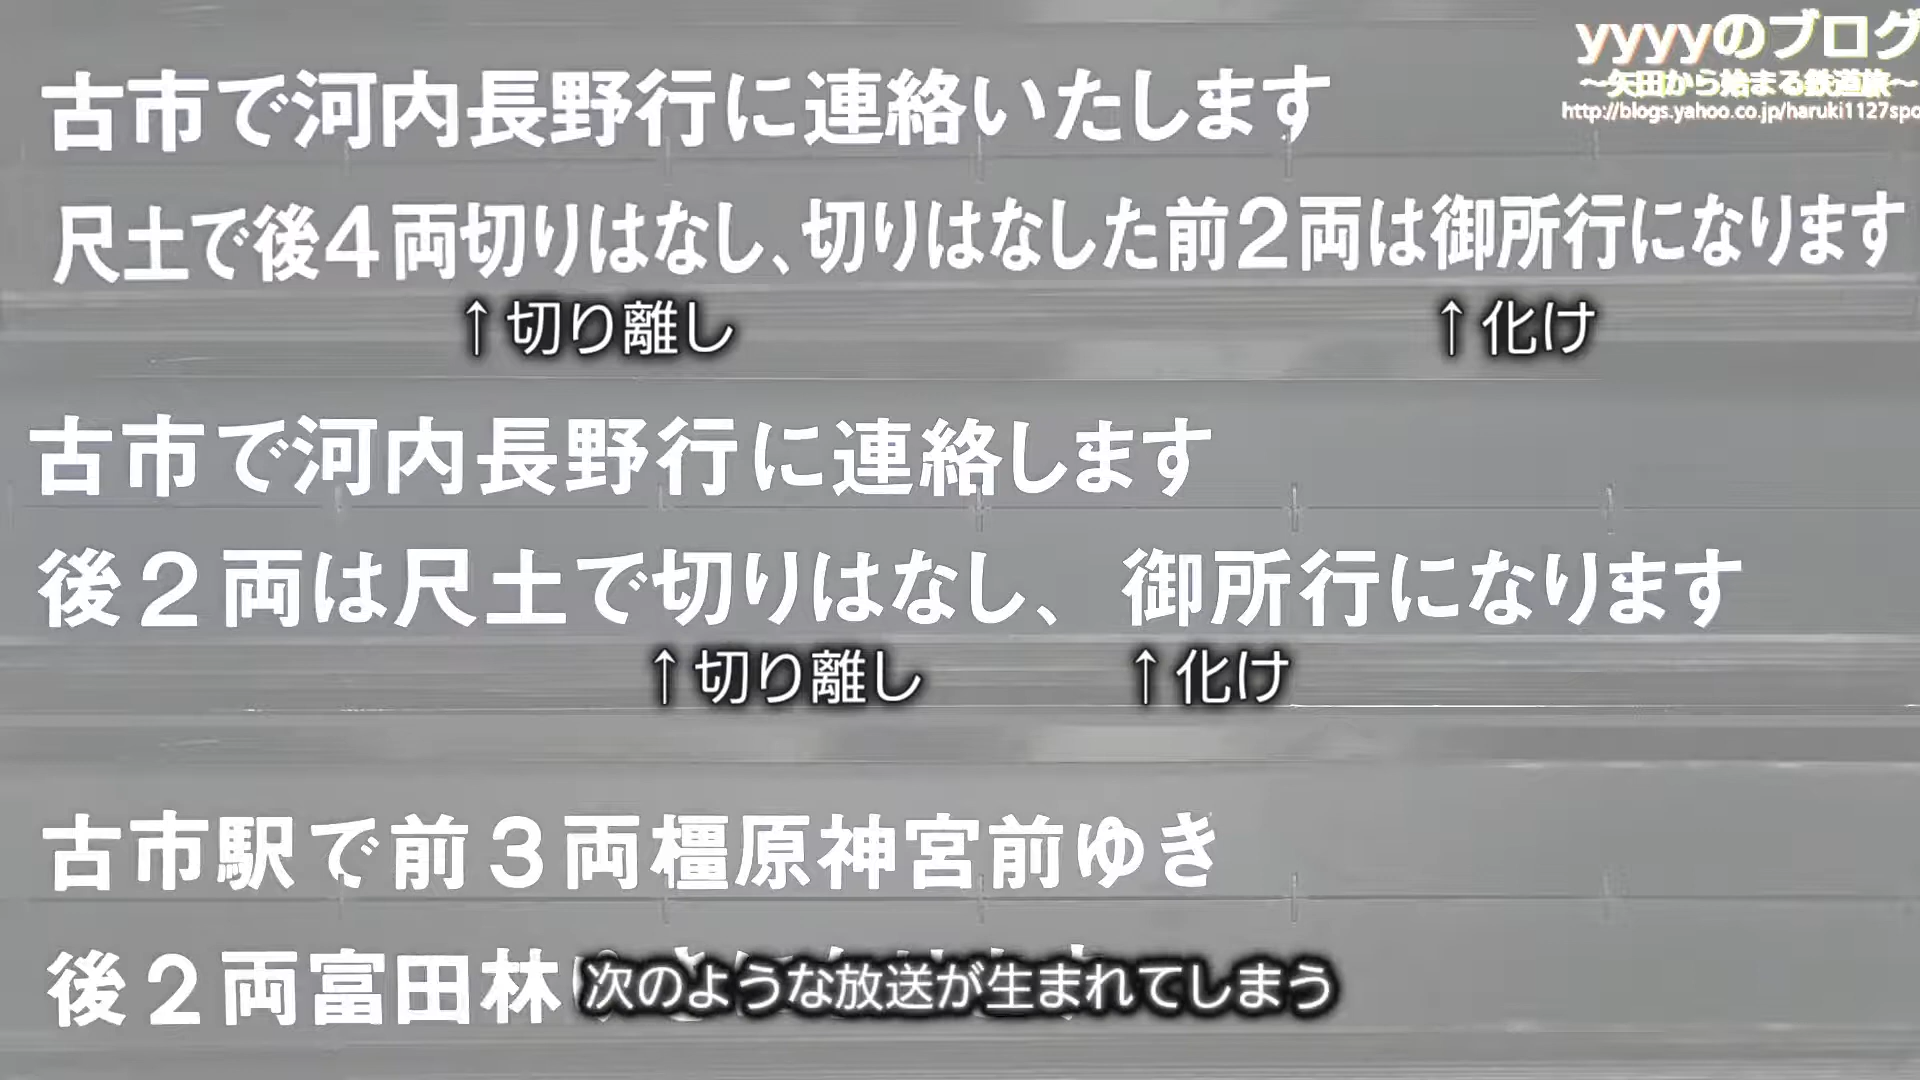 yyyyのブログ
～矢田から始まる鉄道旅～
http://blogs.yahoo.co.jp/haruki1127spo
古市で河内長野行に連絡いたします
尺土で後4両切りはなし、切りはなした前2両は御所行になります
↑切り離し
↑化け
古市で河内長野行に連絡します
後2両は尺土で切りはなし、御所行になります
↑切り離し
↑化け
古市駅で前3両橿原神宮前ゆき
後2両富田林
次のような放送が生まれてしまう